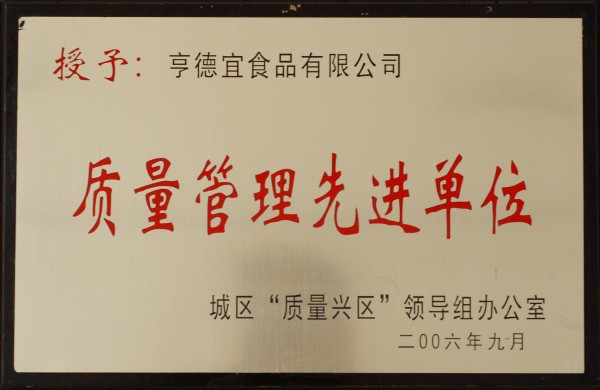 授予：亨德宜食品有限公司
质量管理先进单位
城区“质量兴区”领导组办公室
二00六年九月